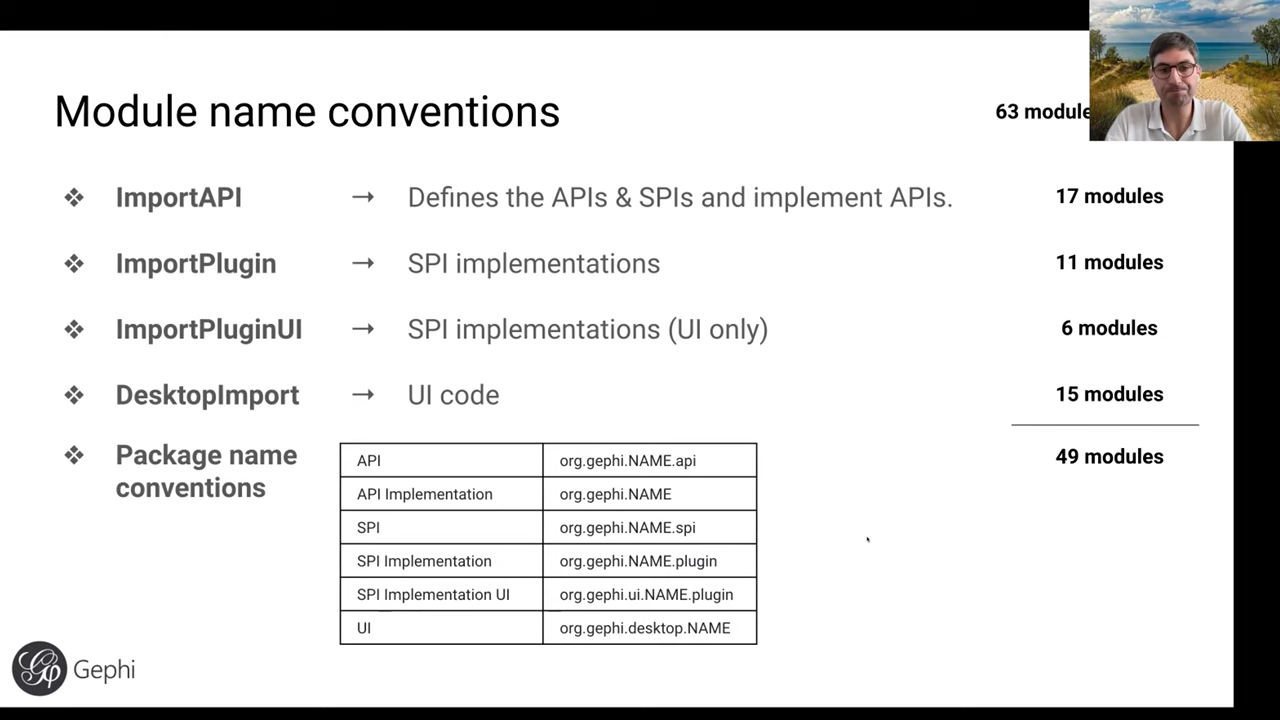 Module name conventions
63
❖ ImportAPI → Defines the APIs & SPIs and implement APIs. 17 modules
❖ ImportPlugin → SPI implementations 11 modules
❖ ImportPluginUI → SPI implementations (UI only) 6 modules
❖ DesktopImport → UI code 15 modules
❖ Package name
conventions
49 modules
API org.gephi.NAME.api
API Implementation org.gephi.NAME
SPI org.gephi.NAME.spi
SPI Implementation org.gephi.NAME.plugin
SPI Implementation UI org.gephi.ui.NAME.plugin
UI org.gephi.desktop.NAME
Gephi